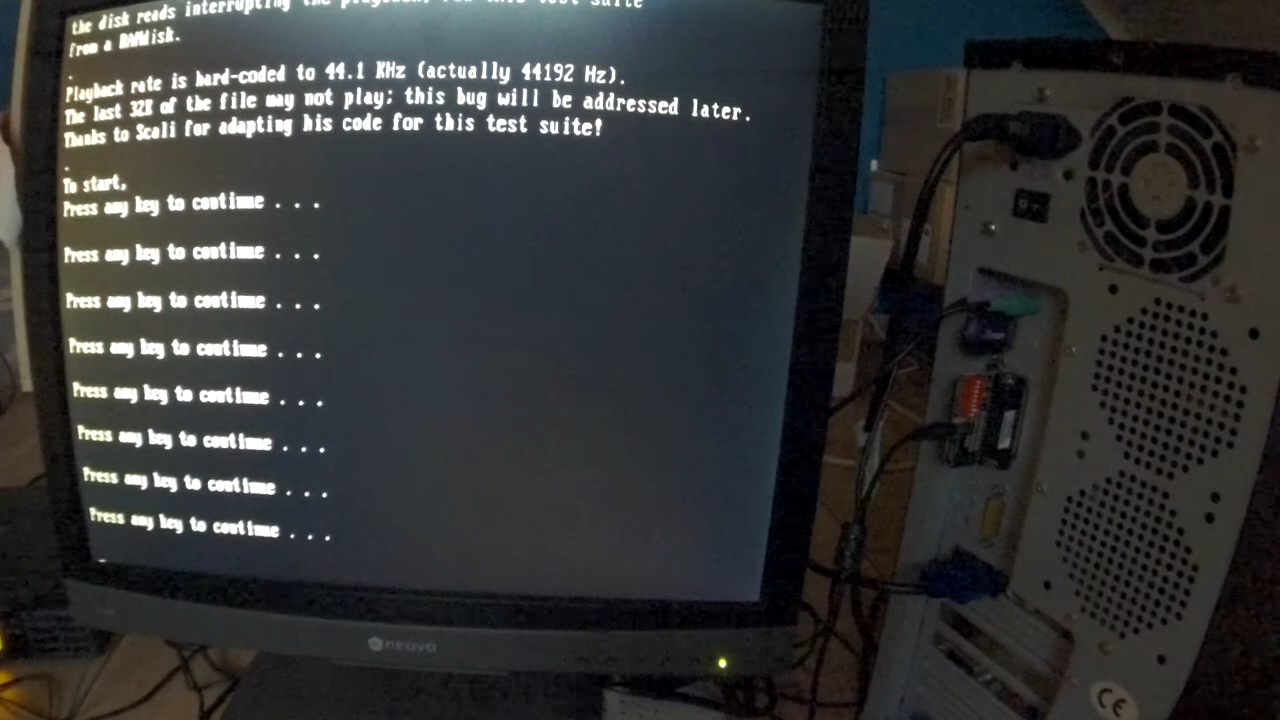 the disk reads interrupting the playback, run this test suite
from a RAMdisk.
.
Playback rate is hard-coded to 44.1 KHz (actually 44192 Hz).
The last 32K of the file may not play; this bug will be addressed later.
Thanks to Scali for adapting his code for this test suite!
.
To start,
Press any key to continue . . .
Press any key to continue . . .
Press any key to continue . . .
Press any key to continue . . .
Press any key to continue . . .
Press any key to continue . . .
Press any key to continue . . .
Press any key to continue . . .
neovo
CE